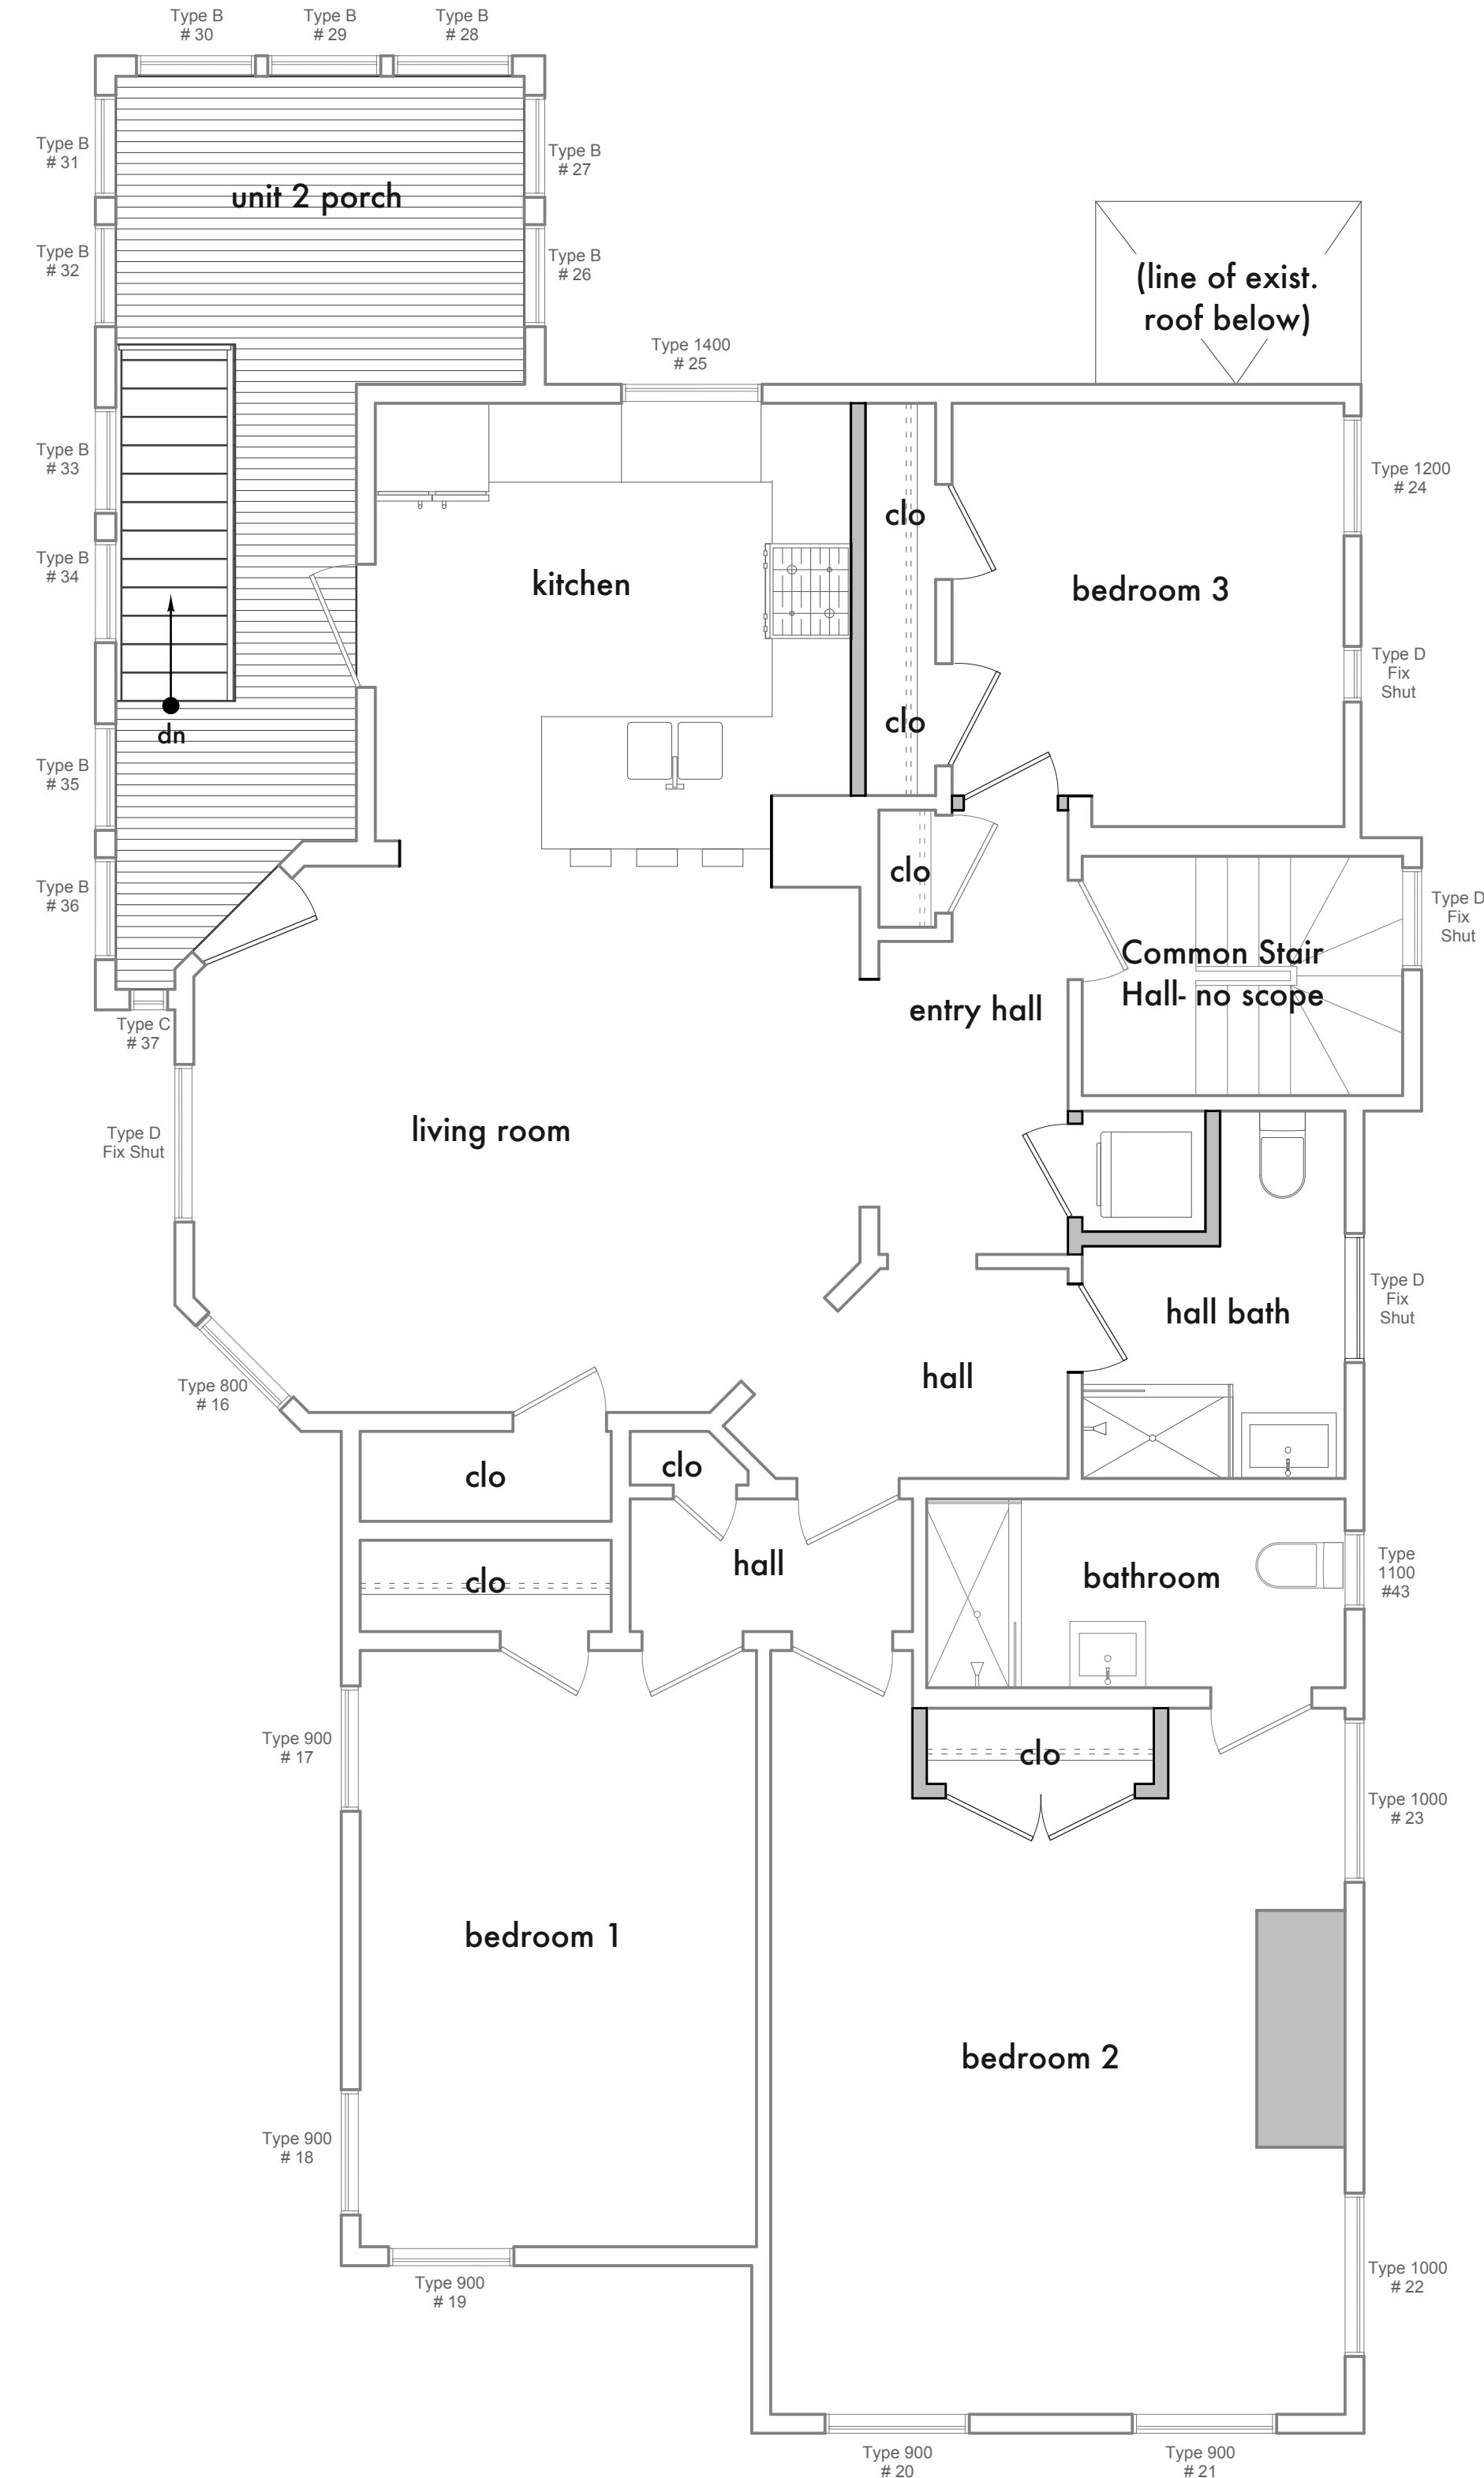 Type B
# 30
Type B
# 29
Type B
# 28
Type B
# 31
Type B
# 27
unit 2 porch
Type B
# 32
Type B
# 26
(line of exist.
roof below)
Type 1400
# 25
Type B
# 33
Type 1200
# 24
clo
Type B
# 34
kitchen
bedroom 3
Type D
Fix
Shut
clo
dn
Type B
# 35
clo
Type B
# 36
Type D
Fix
Shut
Common Stair
Hall- no scope
entry hall
Type C
# 37
living room
Type D
Fix Shut
Type D
Fix
Shut
hall bath
hall
Type 800
# 16
clo
clo
hall
clo
bathroom
Type
1100
#43
Type 900
# 17
clo
Type 1000
# 23
bedroom 1
bedroom 2
Type 900
# 18
Type 900
# 19
Type 1000
# 22
Type 900
# 20
Type 900
# 21